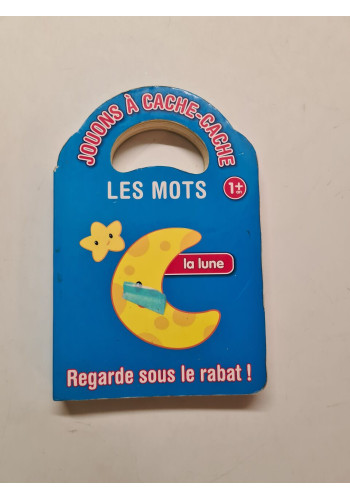 JOUONS À CACHE-CACHE
LES MOTS
1+
la lune
Regarde sous le rabat !